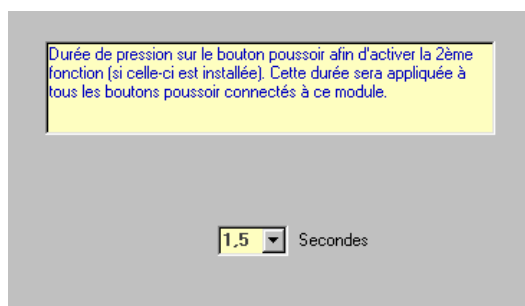 Durée de pression sur le bouton poussoir afin d'activer la 2ème
fonction (si celle-ci est installée). Cette durée sera appliquée à
tous les boutons poussoir connectés à ce module.
1,5 Secondes